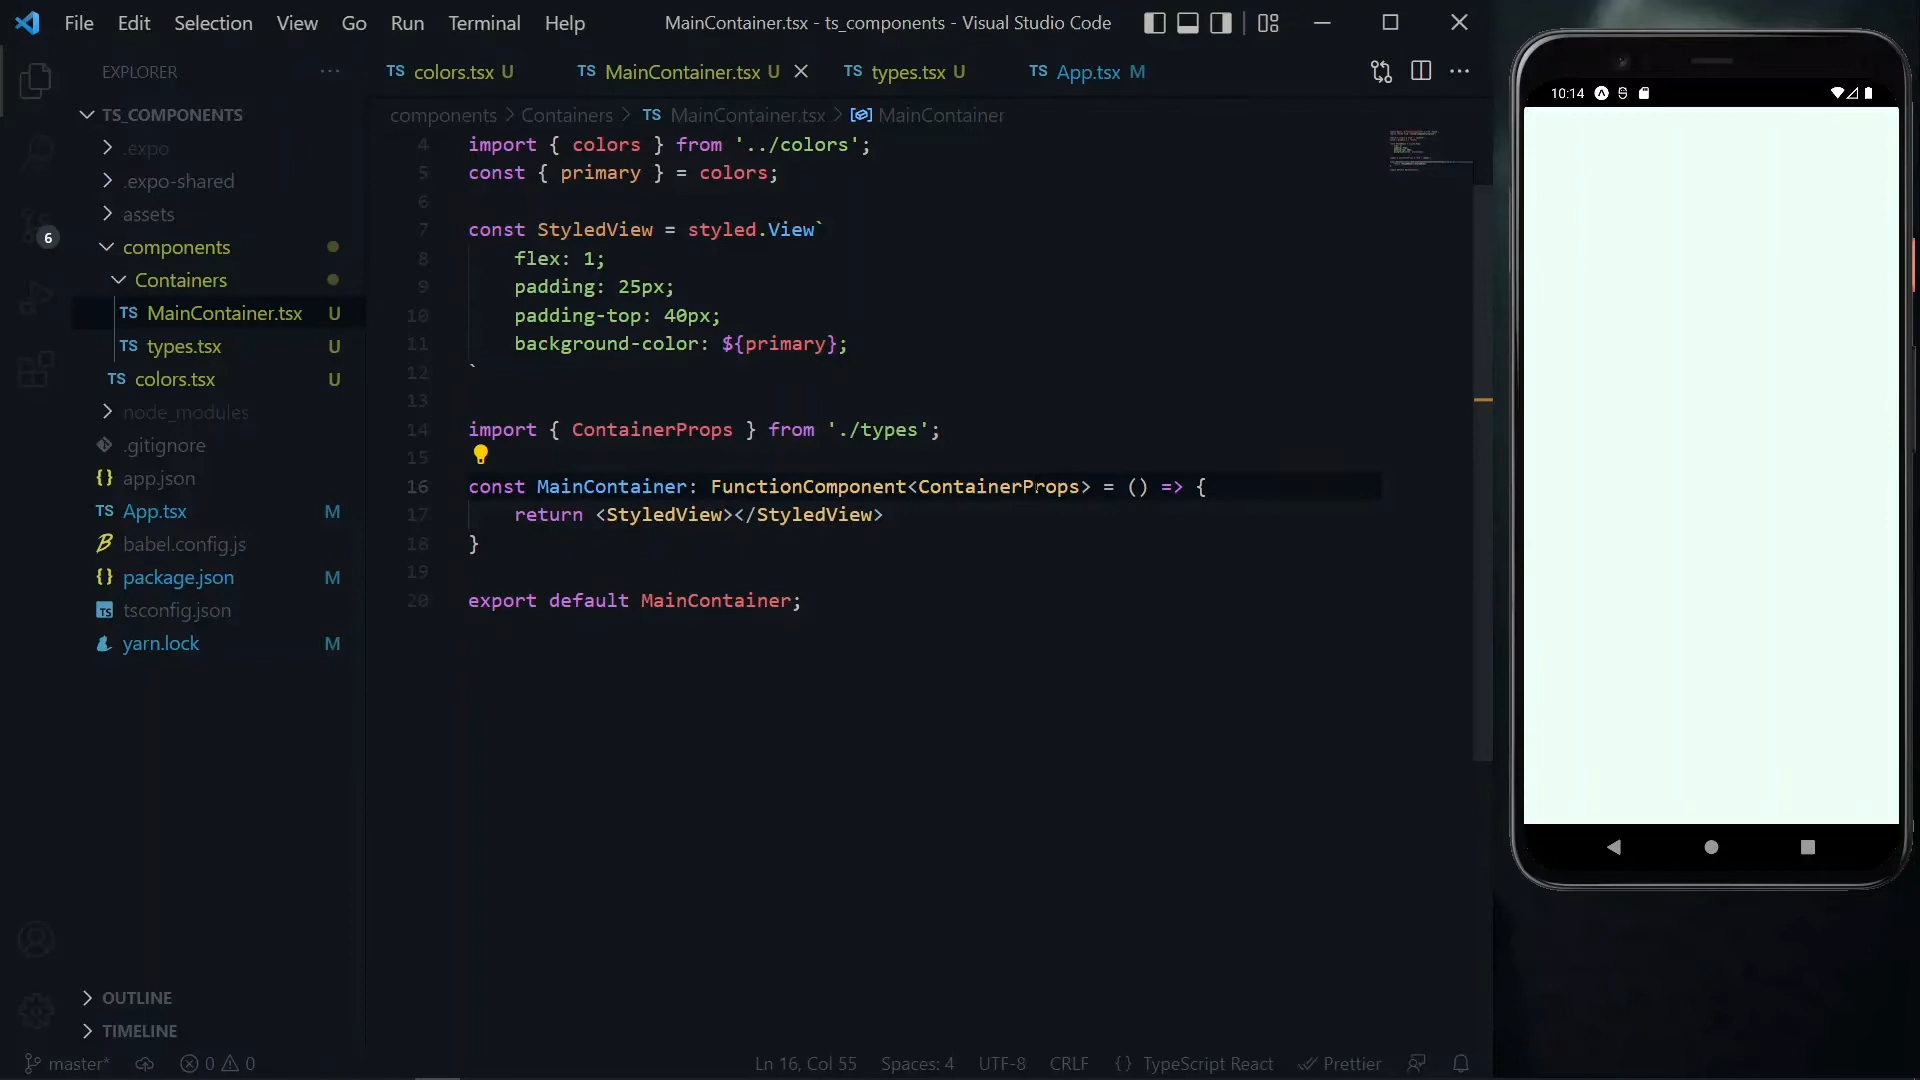 File Edit Selection View Go Run Terminal Help MainContainer.tsx - ts_components - Visual Studio Code
EXPLORER ...
TS colors.tsx U TS MainContainer.tsx U TS types.tsx U TS App.tsx M
TS_COMPONENTS
.expo
.expo-shared
assets
6
components
Containers
TS MainContainer.tsx U
TS types.tsx U
TS colors.tsx U
node_modules
.gitignore
{} app.json
TS App.tsx M
babel.config.js
{} package.json M
TS tsconfig.json
yarn.lock M
OUTLINE
TIMELINE
components > Containers > TS MainContainer.tsx > MainContainer
4 import { colors } from '../colors';
5 const { primary } = colors;
6
7 const StyledView = styled.View`
8 flex: 1;
9 padding: 25px;
10 padding-top: 40px;
11 background-color: ${primary};
12 `
13
14 import { ContainerProps } from './types';
15
16 const MainContainer: FunctionComponent<ContainerProps> = () => {
17 return <StyledView></StyledView>
18 }
19
20 export default MainContainer;
10:14
master* 0 0 Ln 16, Col 55 Spaces: 4 UTF-8 CRLF {} TypeScript React Prettier